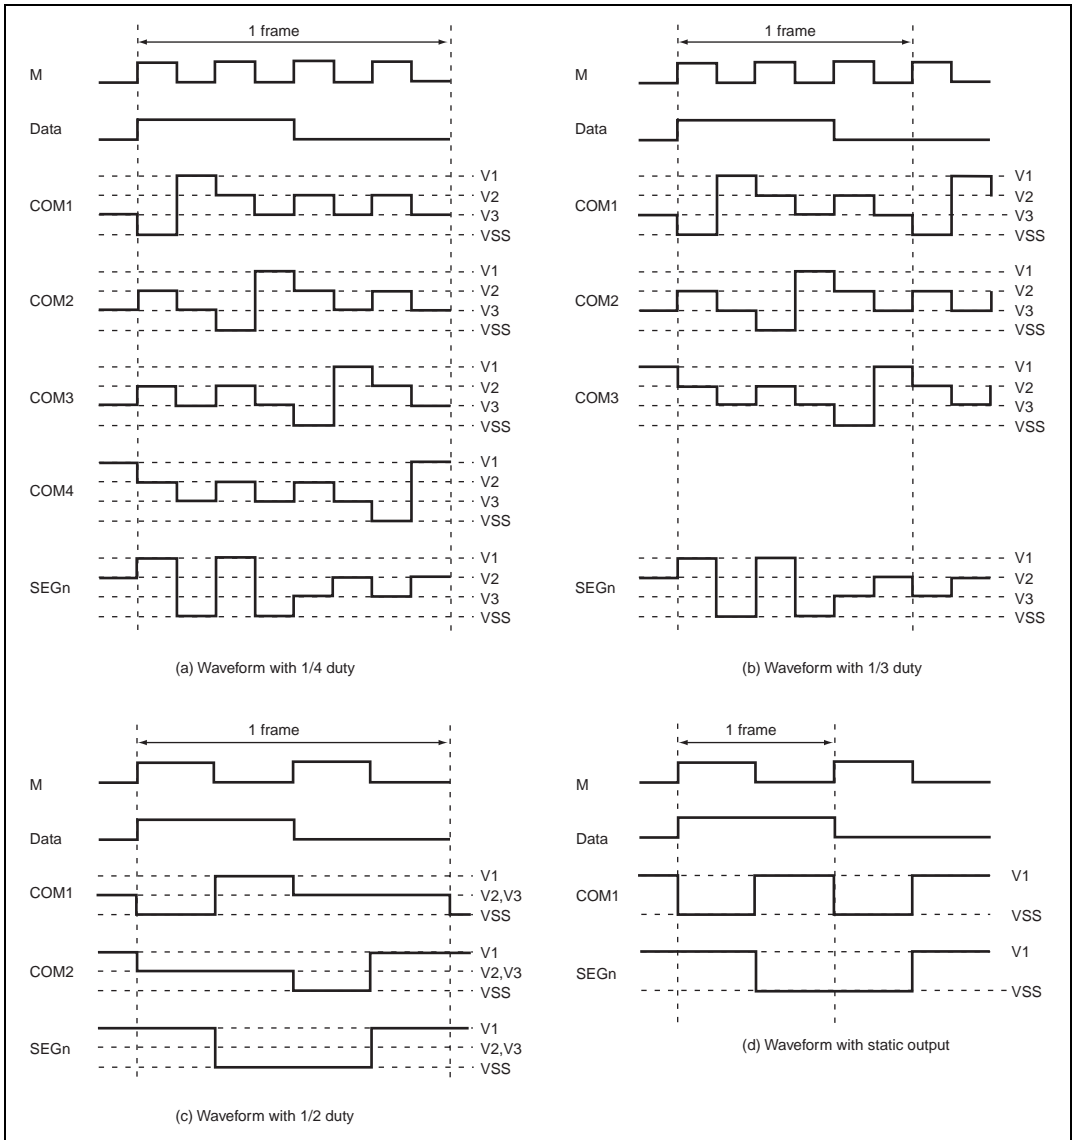 1 frame
M
Data
COM1
V1
V2
V3
VSS
COM2
V1
V2
V3
VSS
COM3
V1
V2
V3
VSS
COM4
V1
V2
V3
VSS
SEGn
V1
V2
V3
VSS
(a) Waveform with 1/4 duty
1 frame
M
Data
COM1
V1
V2
V3
VSS
COM2
V1
V2
V3
VSS
COM3
V1
V2
V3
VSS
SEGn
V1
V2
V3
VSS
(b) Waveform with 1/3 duty
1 frame
M
Data
COM1
V1
V2,V3
VSS
COM2
V1
V2,V3
VSS
SEGn
V1
V2,V3
VSS
(c) Waveform with 1/2 duty
1 frame
M
Data
COM1
V1
VSS
SEGn
V1
VSS
(d) Waveform with static output